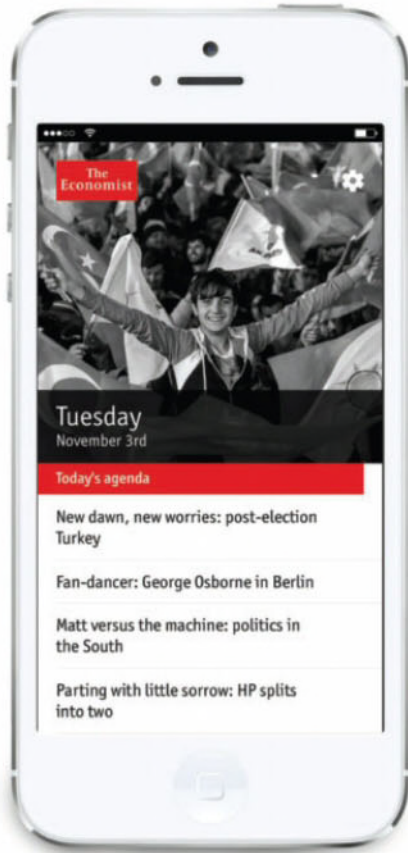 The
Economist
Tuesday
November 3rd
Today's agenda
New dawn, new worries: post-election
Turkey
Fan-dancer: George Osborne in Berlin
Matt versus the machine: politics in
the South
Parting with little sorrow: HP splits
into two